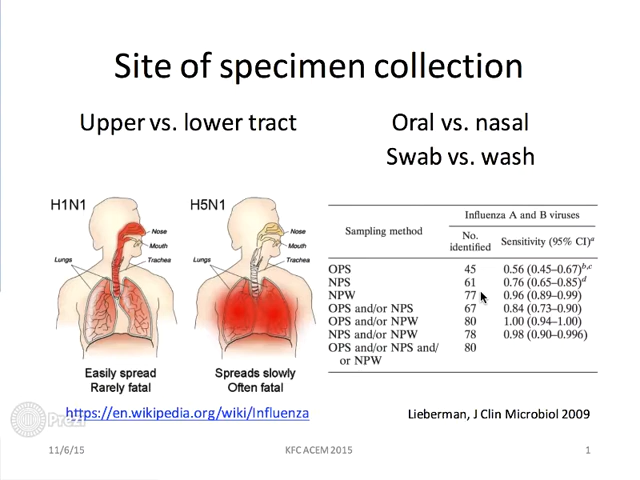 Site of specimen collection
Upper vs. lower tract
Oral vs. nasal
Swab vs. wash
H1N1
Nose
Mouth
Trachea
Lungs
Easily spread
Rarely fatal
H5N1
Nose
Mouth
Trachea
Lungs
Spreads slowly
Often fatal
https://en.wikipedia.org/wiki/Influenza
Influenza A and B viruses
Sampling method No. identified Sensitivity (95% CI)a
OPS 45 0.56 (0.45–0.67)b,c
NPS 61 0.76 (0.65–0.85)d
NPW 77 0.96 (0.89–0.99)
OPS and/or NPS 67 0.84 (0.73–0.90)
OPS and/or NPW 80 1.00 (0.94–1.00)
NPS and/or NPW 78 0.98 (0.90–0.996)
OPS and/or NPS and/ 80
or NPW
Lieberman, J Clin Microbiol 2009
Prezi
11/6/15
KFC ACEM 2015
1